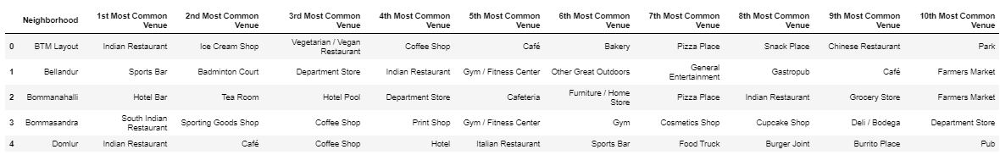 Neighborhood 1st Most Common Venue 2nd Most Common Venue 3rd Most Common Venue 4th Most Common Venue 5th Most Common Venue 6th Most Common Venue 7th Most Common Venue 8th Most Common Venue 9th Most Common Venue 10th Most Common Venue
0 BTM Layout Indian Restaurant Ice Cream Shop Vegetarian / Vegan Restaurant Coffee Shop Café Bakery Pizza Place Snack Place Chinese Restaurant Park
1 Bellandur Sports Bar Badminton Court Department Store Indian Restaurant Gym / Fitness Center Other Great Outdoors General Entertainment Gastropub Café Farmers Market
2 Bommanahalli Hotel Bar Tea Room Hotel Pool Department Store Cafeteria Furniture / Home Store Pizza Place Indian Restaurant Grocery Store Farmers Market
3 Bommasandra South Indian Restaurant Sporting Goods Shop Coffee Shop Print Shop Gym / Fitness Center Gym Cosmetics Shop Cupcake Shop Deli / Bodega Department Store
4 Domlur Indian Restaurant Café Coffee Shop Hotel Italian Restaurant Sports Bar Food Truck Burger Joint Burrito Place Pub